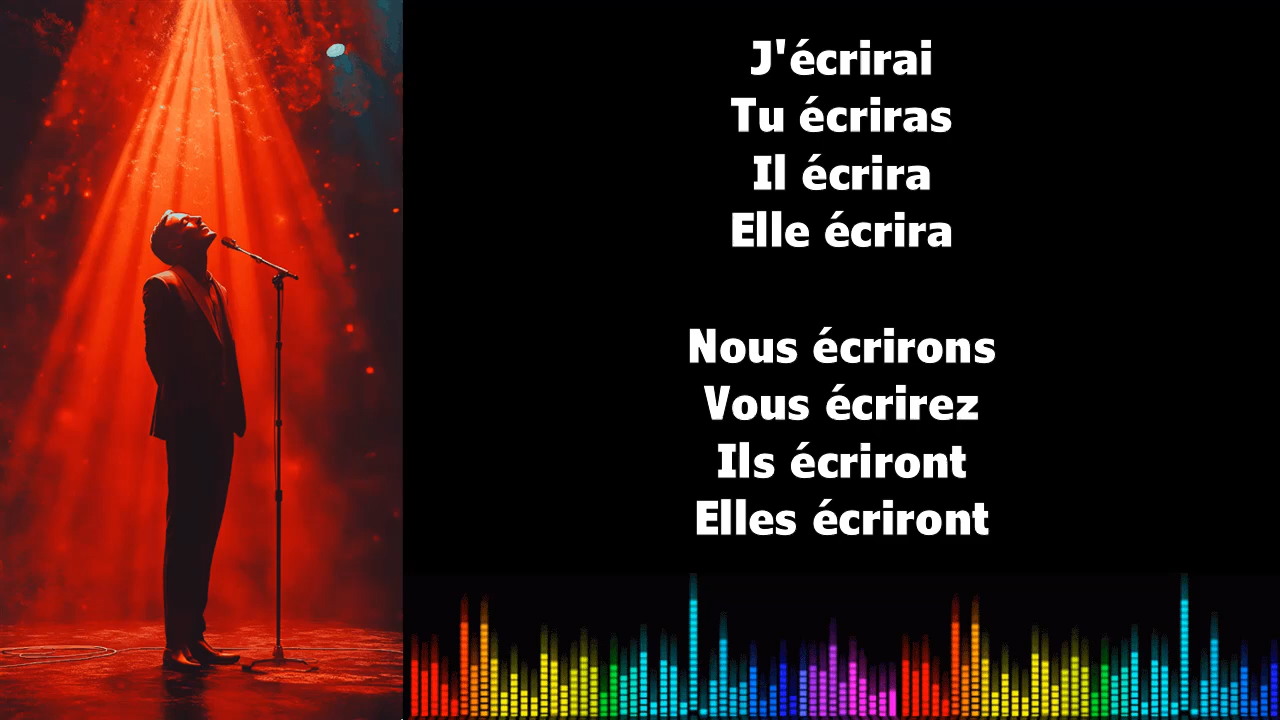 J'écrirai
Tu écriras
Il écrira
Elle écrira
Nous écrirons
Vous écrirez
Ils écriront
Elles écriront